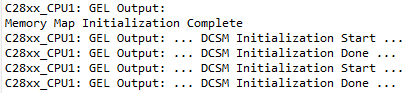 C28xx_CPU1: GEL Output:
Memory Map Initialization Complete
C28xx_CPU1: GEL Output: ... DCSM Initialization Start ...
C28xx_CPU1: GEL Output: ... DCSM Initialization Done ...
C28xx_CPU1: GEL Output: ... DCSM Initialization Start ...
C28xx_CPU1: GEL Output: ... DCSM Initialization Done ...